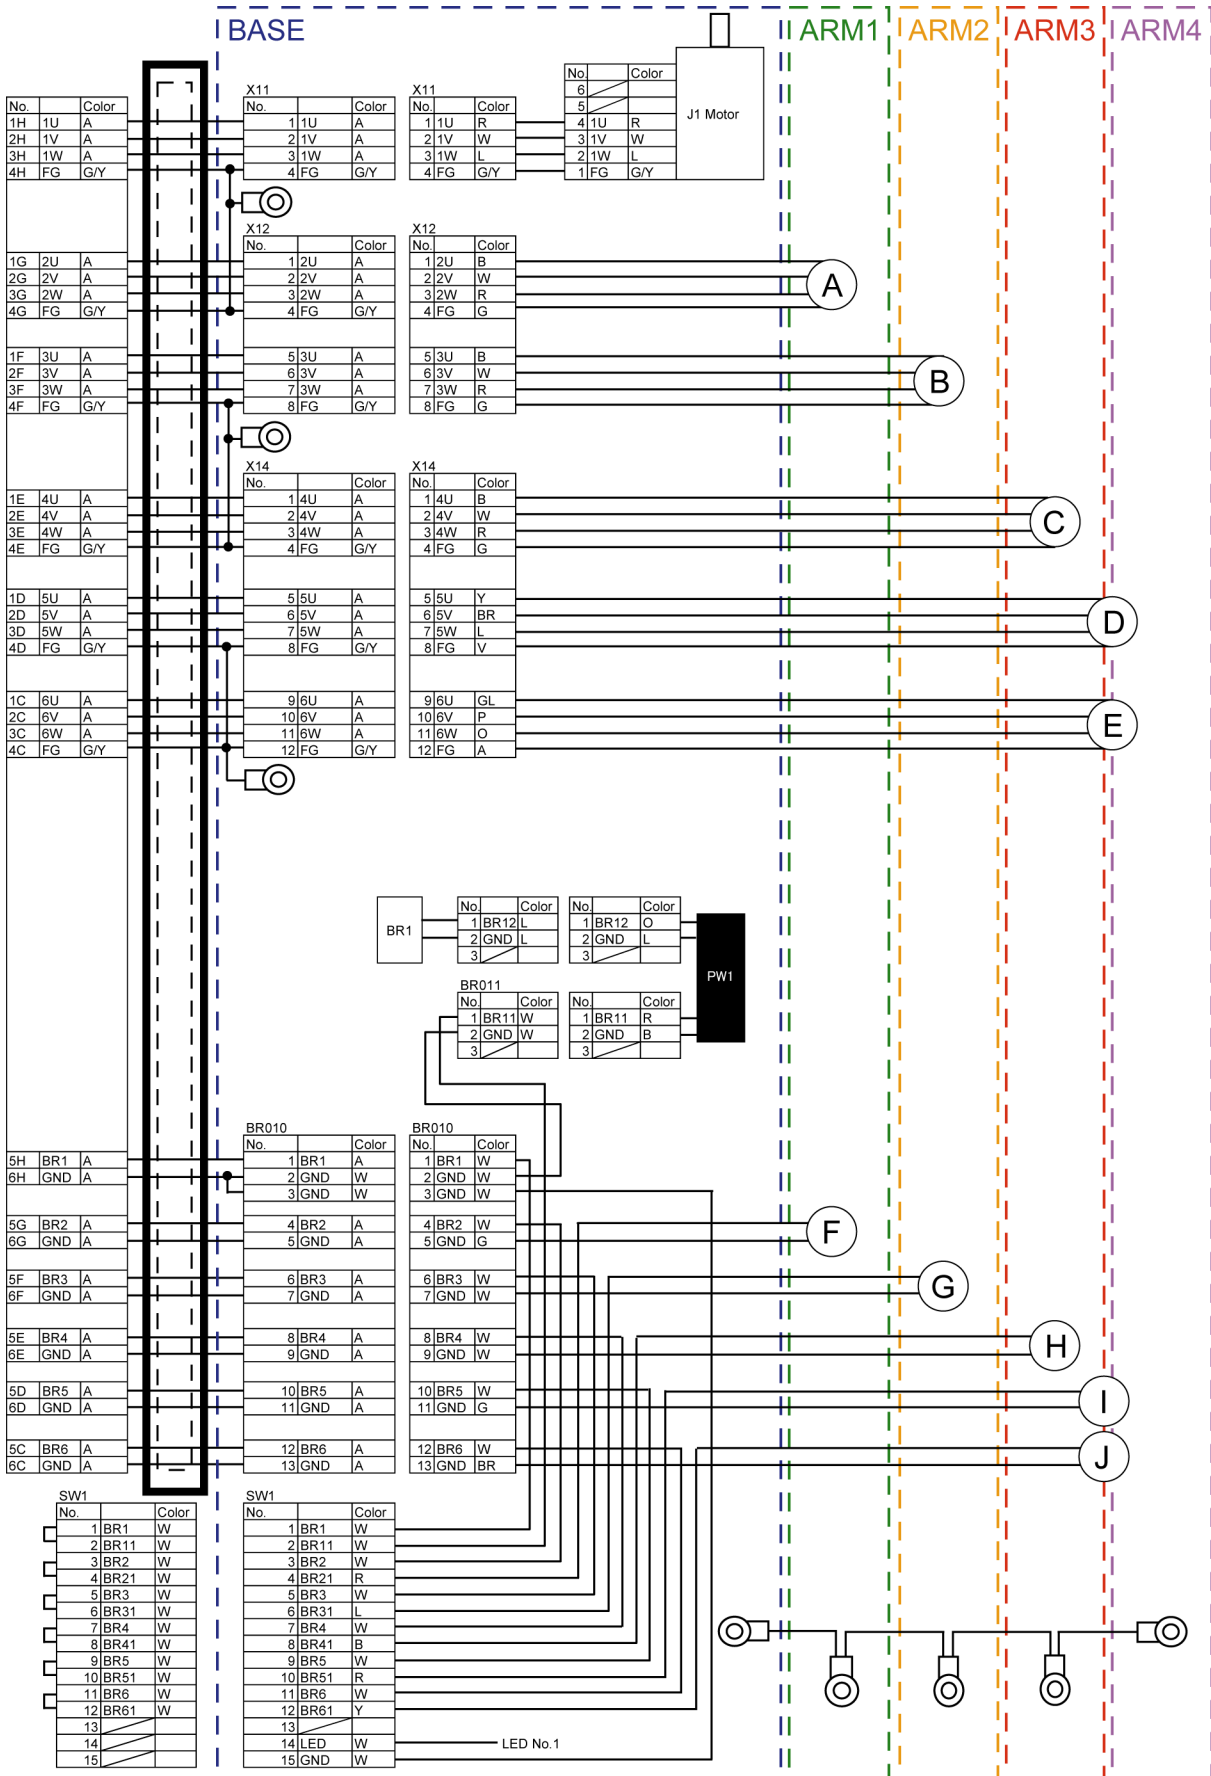 BASE
ARM1
ARM2
ARM3
ARM4
No. Color
6
5
4 1U R
3 1V W
2 1W L
1 FG G/Y
J1 Motor
No. Color
1H 1U A
2H 1V A
3H 1W A
4H FG G/Y
X11
No. Color
1 1U A
2 1V A
3 1W A
4 FG G/Y
X11
No. Color
1 1U R
2 1V W
3 1W L
4 FG G/Y
1G 2U A
2G 2V A
3G 2W A
4G FG G/Y
X12
No. Color
1 2U A
2 2V A
3 2W A
4 FG G/Y
X12
No. Color
1 2U B
2 2V W
3 2W R
4 FG G
A
1F 3U A
2F 3V A
3F 3W A
4F FG G/Y
5 3U A
6 3V A
7 3W A
8 FG G/Y
5 3U B
6 3V W
7 3W R
8 FG G
B
1E 4U A
2E 4V A
3E 4W A
4E FG G/Y
X14
No. Color
1 4U A
2 4V A
3 4W A
4 FG G/Y
X14
No. Color
1 4U B
2 4V W
3 4W R
4 FG G
C
1D 5U A
2D 5V A
3D 5W A
4D FG G/Y
5 5U A
6 5V A
7 5W A
8 FG G/Y
5 5U Y
6 5V BR
7 5W L
8 FG V
D
1C 6U A
2C 6V A
3C 6W A
4C FG G/Y
9 6U A
10 6V A
11 6W A
12 FG G/Y
9 6U GL
10 6V P
11 6W O
12 FG A
E
BR1
No. Color
1 BR12 L
2 GND L
3
No. Color
1 BR12 O
2 GND L
3
PW1
BR011
No. Color
1 BR11 W
2 GND W
3
No. Color
1 BR11 R
2 GND B
3
5H BR1 A
6H GND A
BR010
No. Color
1 BR1 A
2 GND W
3 GND W
BR010
No. Color
1 BR1 W
2 GND W
3 GND W
5G BR2 A
6G GND A
4 BR2 A
5 GND A
4 BR2 W
5 GND G
F
5F BR3 A
6F GND A
6 BR3 A
7 GND A
6 BR3 W
7 GND W
G
5E BR4 A
6E GND A
8 BR4 A
9 GND A
8 BR4 W
9 GND W
H
5D BR5 A
6D GND A
10 BR5 A
11 GND A
10 BR5 W
11 GND G
I
5C BR6 A
6C GND A
12 BR6 A
13 GND A
12 BR6 W
13 GND BR
J
SW1
No. Color
1 BR1 W
2 BR11 W
3 BR2 W
4 BR21 W
5 BR3 W
6 BR31 W
7 BR4 W
8 BR41 W
9 BR5 W
10 BR51 W
11 BR6 W
12 BR61 W
13
14
15
SW1
No. Color
1 BR1 W
2 BR11 W
3 BR2 W
4 BR21 R
5 BR3 W
6 BR31 L
7 BR4 W
8 BR41 B
9 BR5 W
10 BR51 R
11 BR6 W
12 BR61 Y
13
14 LED W
15 GND W
LED No.1